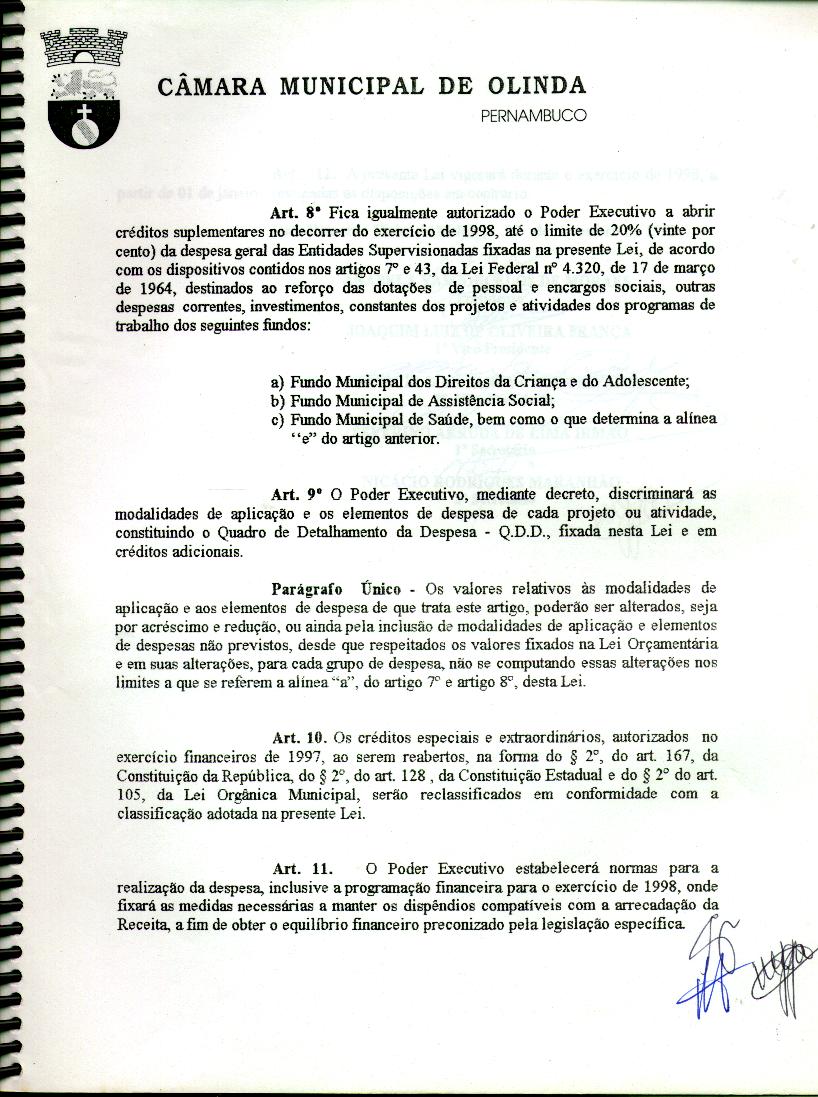 CÂMARA MUNICIPAL DE OLINDA
PERNAMBUCO
Art. 8º Fica igualmente autorizado o Poder Executivo a abrir
créditos suplementares no decorrer do exercício de 1998, até o limite de 20% (vinte por
cento) da despesa geral das Entidades Supervisionadas fixadas na presente Lei, de acordo
com os dispositivos contidos nos artigos 7º e 43, da Lei Federal nº 4.320, de 17 de março
de 1964, destinados ao reforço das dotações de pessoal e encargos sociais, outras
despesas correntes, investimentos, constantes dos projetos e atividades dos programas de
trabalho dos seguintes fundos:
a) Fundo Municipal dos Direitos da Criança e do Adolescente;
b) Fundo Municipal de Assistência Social;
c) Fundo Municipal de Saúde, bem como o que determina a alínea
“e” do artigo anterior.
Art. 9º O Poder Executivo, mediante decreto, discriminará as
modalidades de aplicação e os elementos de despesa de cada projeto ou atividade,
constituindo o Quadro de Detalhamento da Despesa - Q.D.D., fixada nesta Lei e em
créditos adicionais.
Parágrafo Único - Os valores relativos às modalidades de
aplicação e aos elementos de despesa de que trata este artigo, poderão ser alterados, seja
por acréscimo e redução, ou ainda pela inclusão de modalidades de aplicação e elementos
de despesas não previstos, desde que respeitados os valores fixados na Lei Orçamentária
e em suas alterações, para cada grupo de despesa, não se computando essas alterações nos
limites a que se referem a alínea “a”, do artigo 7º e artigo 8º, desta Lei.
Art. 10. Os créditos especiais e extraordinários, autorizados no
exercício financeiros de 1997, ao serem reabertos, na forma do § 2º, do art. 167, da
Constituição da República, do § 2º, do art. 128 , da Constituição Estadual e do § 2º do art.
105, da Lei Orgânica Municipal, serão reclassificados em conformidade com a
classificação adotada na presente Lei.
Art. 11. O Poder Executivo estabelecerá normas para a
realização da despesa, inclusive a programação financeira para o exercício de 1998, onde
fixará as medidas necessárias a manter os dispêndios compatíveis com a arrecadação da
Receita, a fim de obter o equilíbrio financeiro preconizado pela legislação específica.